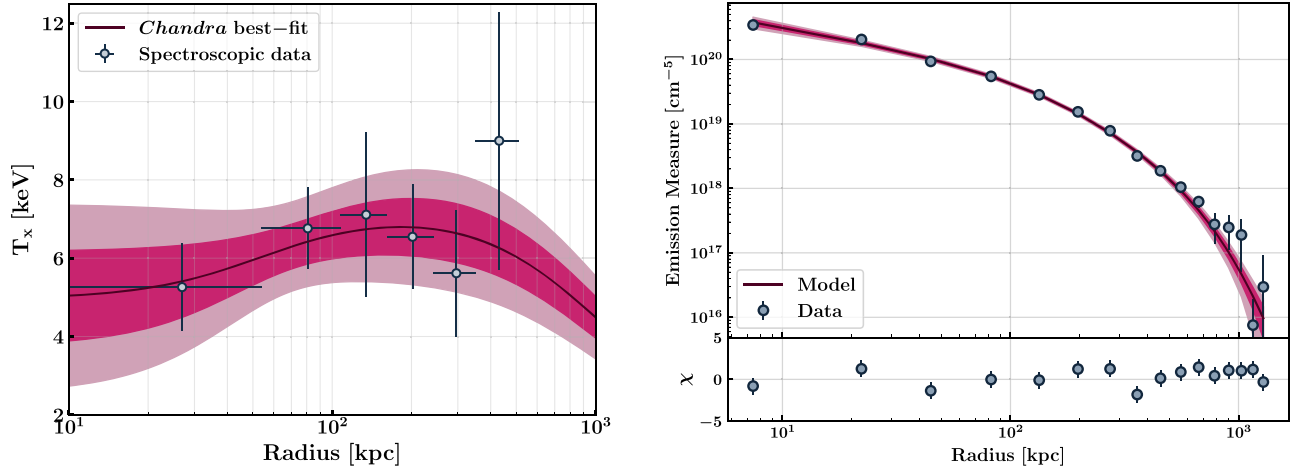 12
10
8
6
4
2
T_x [keV]
Chandra best−fit
Spectroscopic data
10^1
10^2
10^3
Radius [kpc]
10^20
10^19
10^18
10^17
10^16
Emission Measure [cm^−5]
Model
Data
5
0
−5
χ
10^1
10^2
10^3
Radius [kpc]